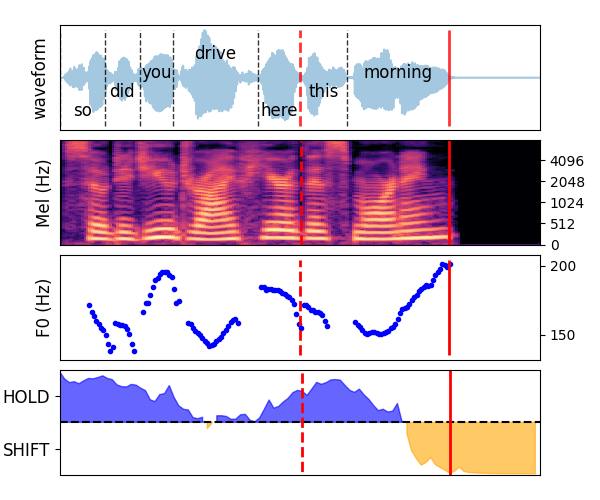 waveform
so did you drive here this morning
Mel (Hz)
4096
2048
1024
512
0
F0 (Hz)
200
150
HOLD
SHIFT